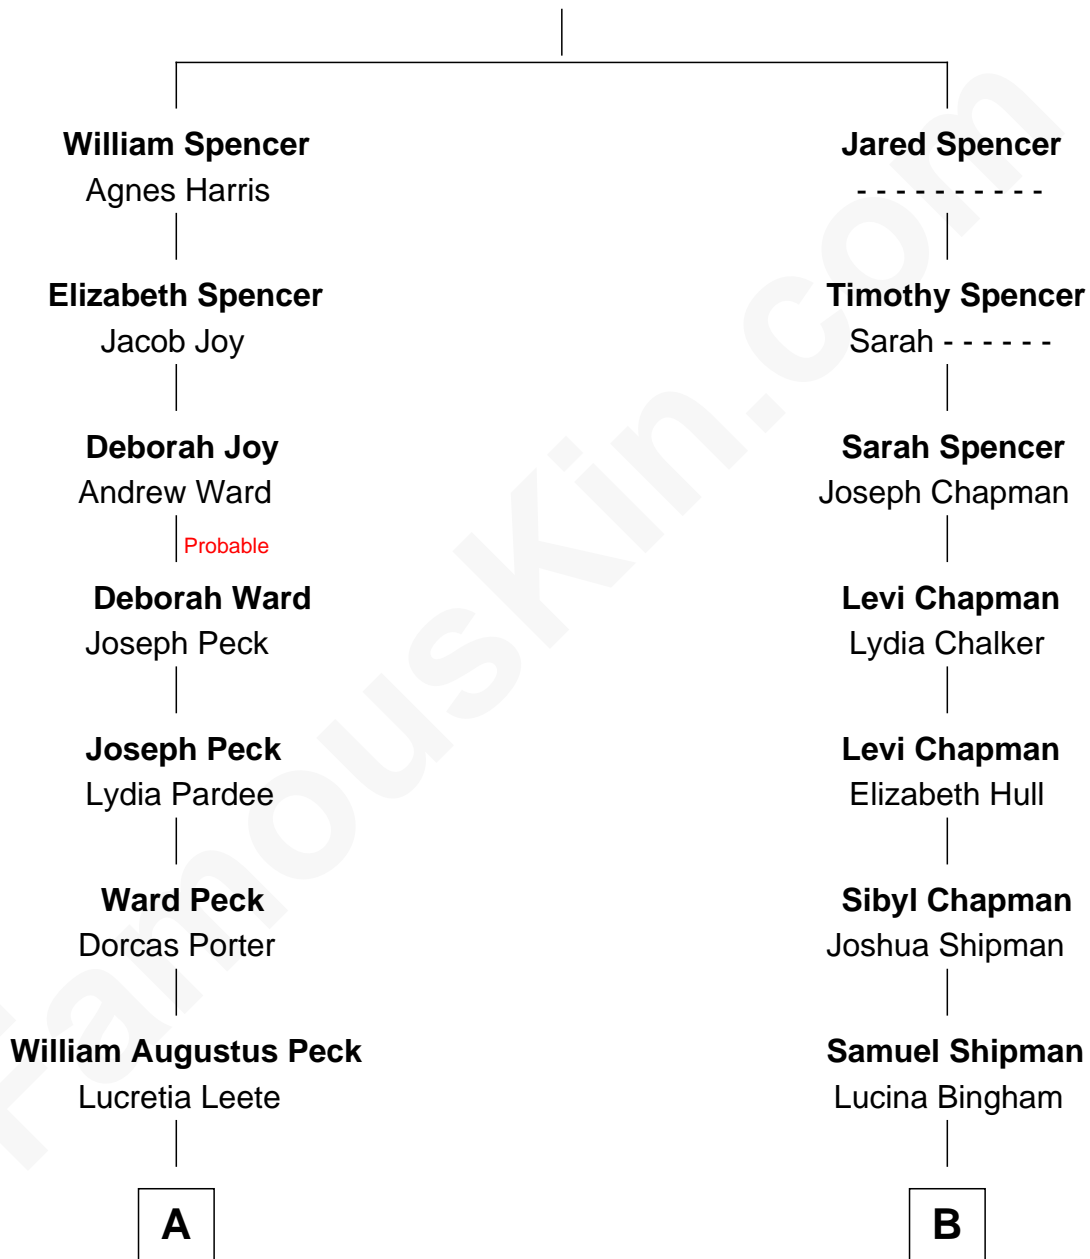 William Spencer
Agnes Harris
Elizabeth Spencer
Jacob Joy
Deborah Joy
Andrew Ward
Probable
Deborah Ward
Joseph Peck
Joseph Peck
Lydia Pardee
Ward Peck
Dorcas Porter
William Augustus Peck
Lucretia Leete
A
Jared Spencer
- - - - - - - - - -
Timothy Spencer
Sarah - - - - - -
Sarah Spencer
Joseph Chapman
Levi Chapman
Lydia Chalker
Levi Chapman
Elizabeth Hull
Sibyl Chapman
Joshua Shipman
Samuel Shipman
Lucina Bingham
B
FamousKin.com